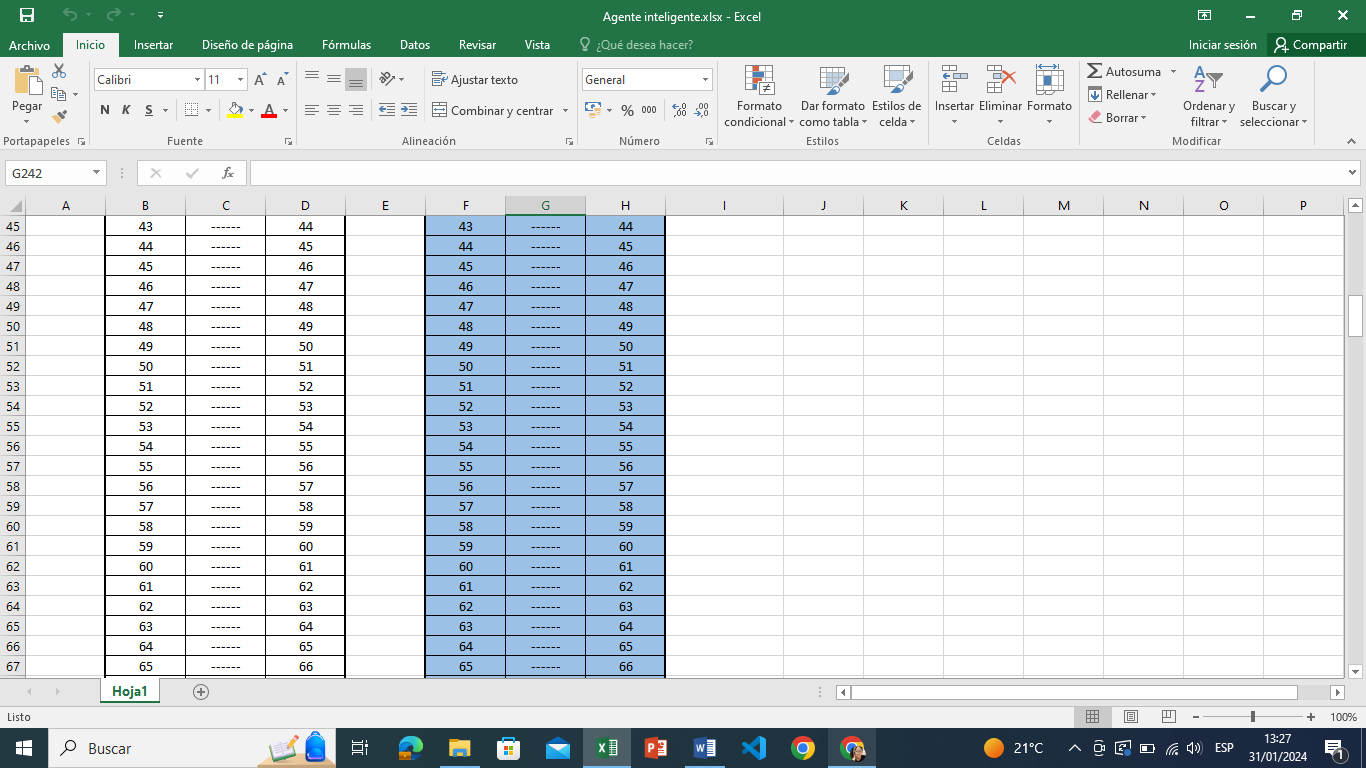 Agente inteligente.xlsx - Excel
Archivo Inicio Insertar Diseño de página Fórmulas Datos Revisar Vista ¿Qué desea hacer? Iniciar sesión Compartir
Pegar
Portapapeles
Calibri 11
N K S
Fuente
Ajustar texto
Combinar y centrar
Alineación
General
% 000
Número
Formato condicional
Dar formato como tabla
Estilos de celda
Estilos
Insertar Eliminar Formato
Celdas
Autosuma
Rellenar
Borrar
Ordenar y filtrar
Buscar y seleccionar
Modificar
G242 fx
A B C D E F G H I J K L M N O P
45 43 ------ 44 43 ------ 44
46 44 ------ 45 44 ------ 45
47 45 ------ 46 45 ------ 46
48 46 ------ 47 46 ------ 47
49 47 ------ 48 47 ------ 48
50 48 ------ 49 48 ------ 49
51 49 ------ 50 49 ------ 50
52 50 ------ 51 50 ------ 51
53 51 ------ 52 51 ------ 52
54 52 ------ 53 52 ------ 53
55 53 ------ 54 53 ------ 54
56 54 ------ 55 54 ------ 55
57 55 ------ 56 55 ------ 56
58 56 ------ 57 56 ------ 57
59 57 ------ 58 57 ------ 58
60 58 ------ 59 58 ------ 59
61 59 ------ 60 59 ------ 60
62 60 ------ 61 60 ------ 61
63 61 ------ 62 61 ------ 62
64 62 ------ 63 62 ------ 63
65 63 ------ 64 63 ------ 64
66 64 ------ 65 64 ------ 65
67 65 ------ 66 65 ------ 66
Hoja1
Listo 100%
Buscar 21°C ESP 13:27
31/01/2024 1